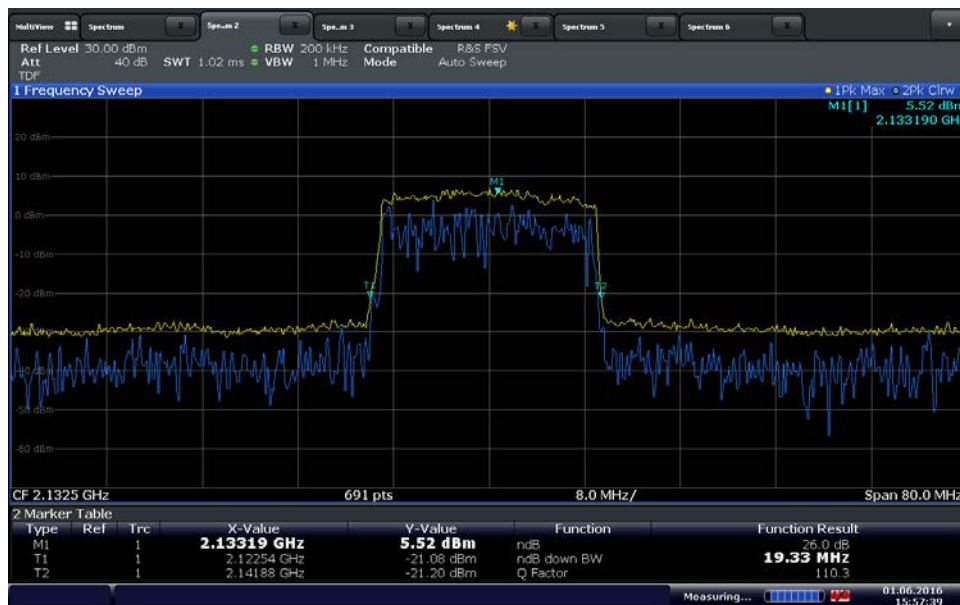 MultiView Spectrum X Spe...m 2 X Spe...m 3 X Spectrum 4 X Spectrum 5 X Spectrum 6 X
Ref Level 30.00 dBm RBW 200 kHz Compatible R&S FSV
Att 40 dB SWT 1.02 ms VBW 1 MHz Mode Auto Sweep
TDF
1 Frequency Sweep 1Pk Max 2Pk Clrw
M1[1] 5.52 dBm
2.133190 GHz
20 dBm
10 dBm
M1
0 dBm
-10 dBm
-20 dBm
T1 T2
-40 dBm
-50 dBm
-60 dBm
CF 2.1325 GHz 691 pts 8.0 MHz/ Span 80.0 MHz
2 Marker Table
Type Ref Trc X-Value Y-Value Function Function Result
M1 1 2.13319 GHz 5.52 dBm ndB 26.0 dB
T1 1 2.12254 GHz -21.08 dBm ndB down BW 19.33 MHz
T2 1 2.14188 GHz -21.20 dBm Q Factor 110.3
Measuring... 01.06.2016
15:57:39